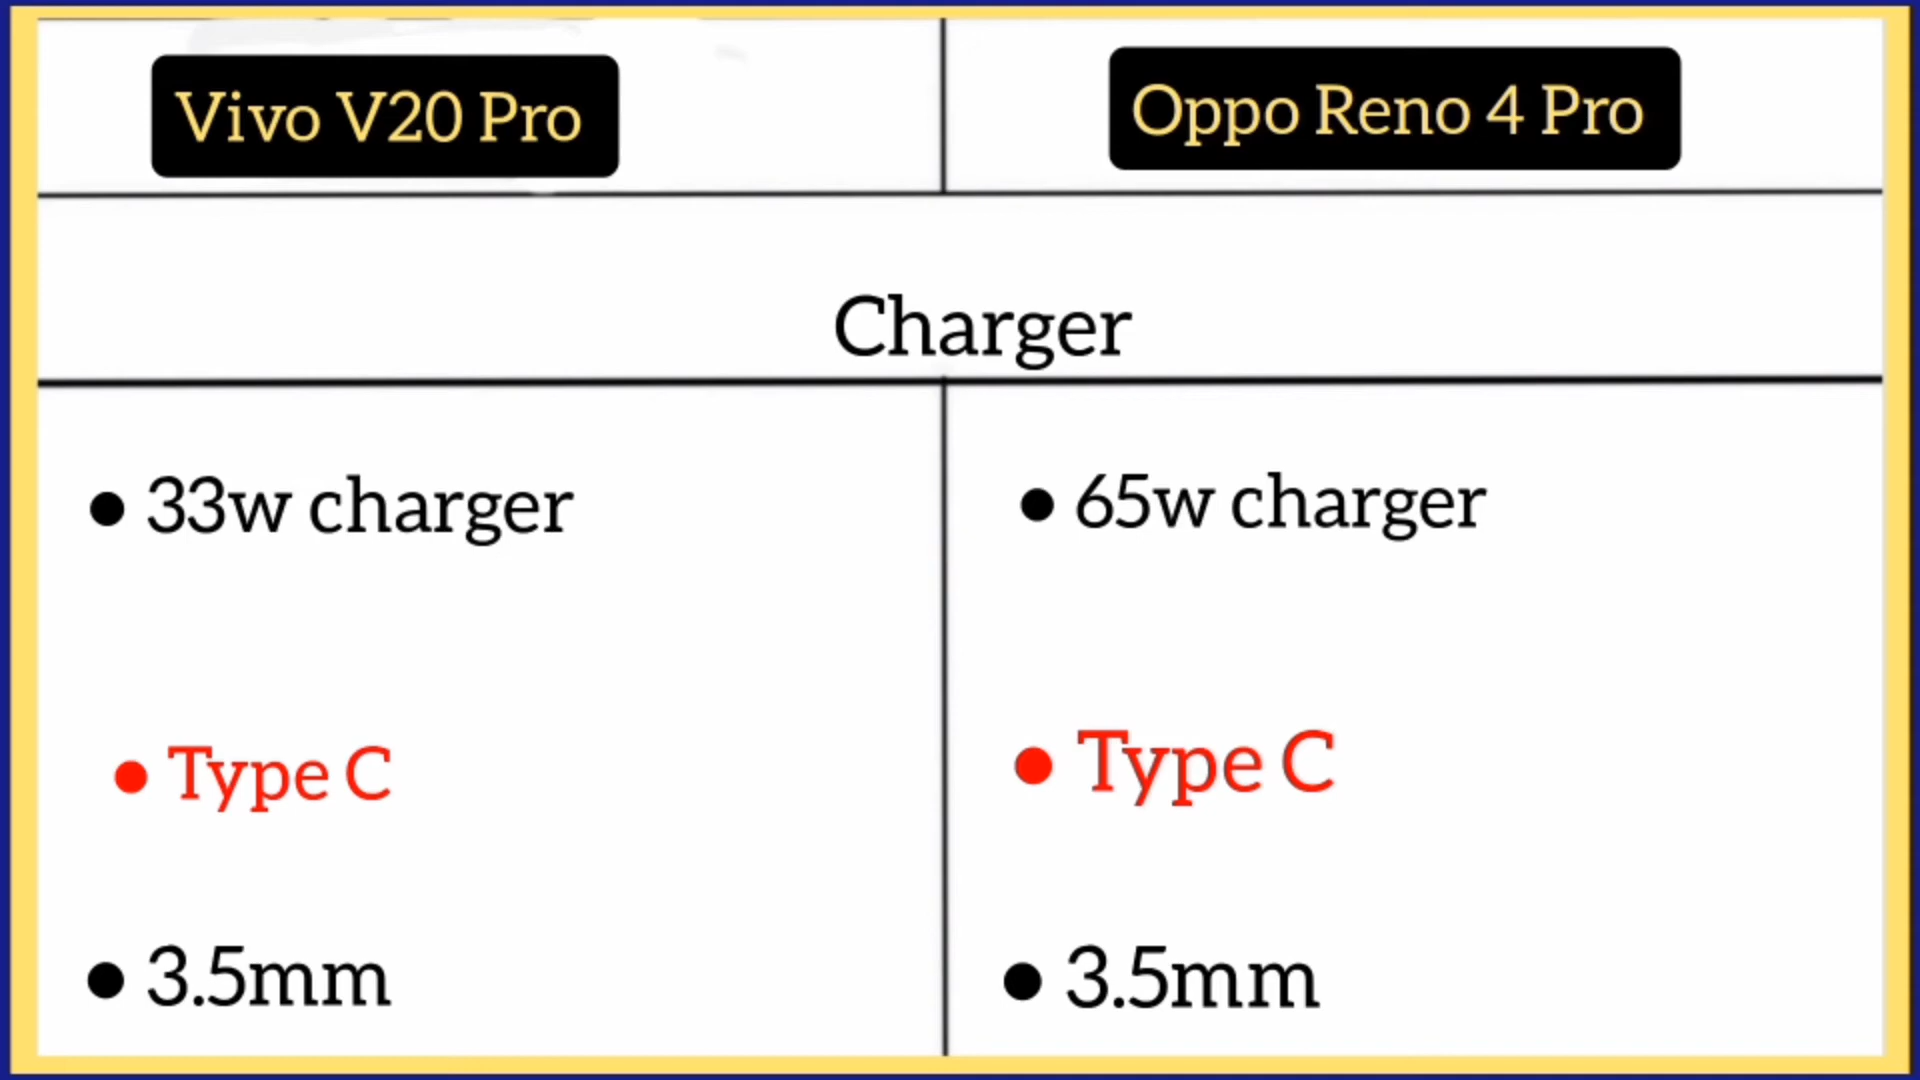 Vivo V20 Pro
Oppo Reno 4 Pro
Charger
● 33w charger
● 65w charger
● Type C
● Type C
● 3.5mm
● 3.5mm